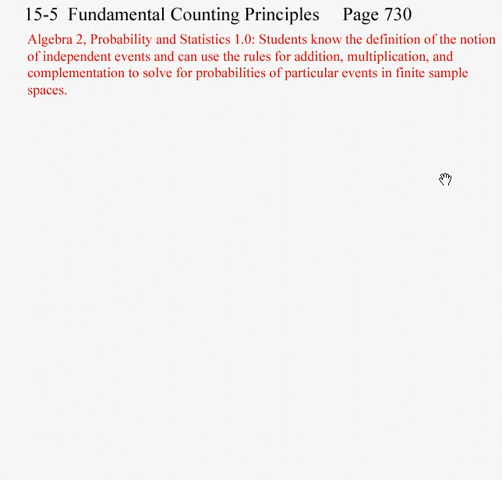 15-5 Fundamental Counting Principles Page 730
Algebra 2, Probability and Statistics 1.0: Students know the definition of the notion
of independent events and can use the rules for addition, multiplication, and
complementation to solve for probabilities of particular events in finite sample
spaces.